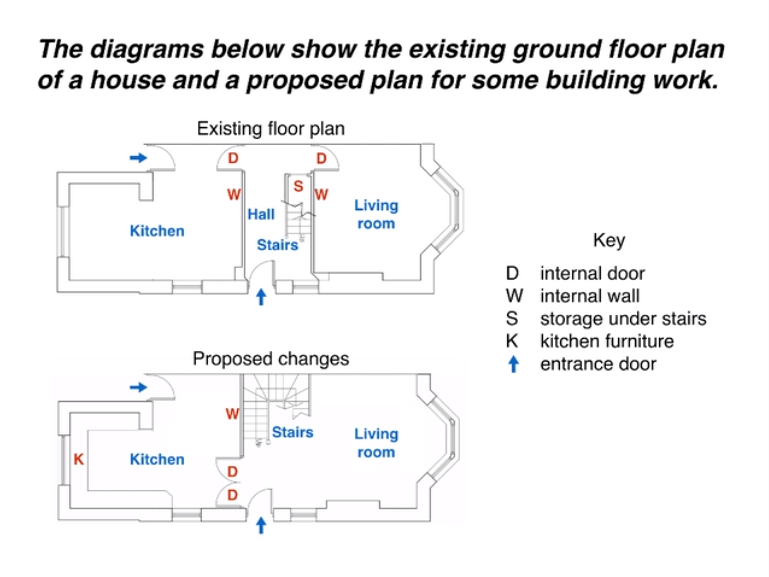 The diagrams below show the existing ground floor plan
of a house and a proposed plan for some building work.
Existing floor plan
D
D
W
S
W
Hall
Living
room
Kitchen
Stairs
Key
D internal door
W internal wall
S storage under stairs
K kitchen furniture
entrance door
Proposed changes
W
Stairs
Living
room
K
Kitchen
D
D